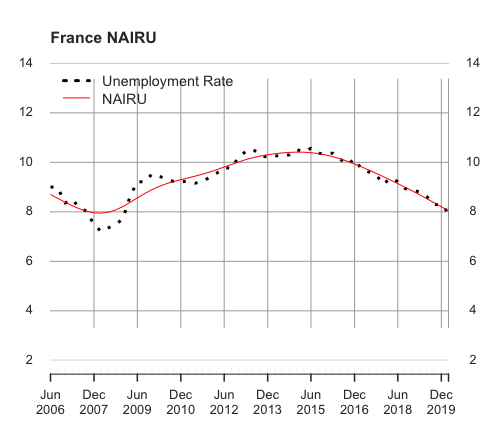 France NAIRU
14 14
Unemployment Rate
NAIRU
12 12
10 10
8 8
6 6
4 4
2 2
Jun Dec Jun Dec Jun Dec Jun Dec Jun Dec
2006 2007 2009 2010 2012 2013 2015 2016 2018 2019